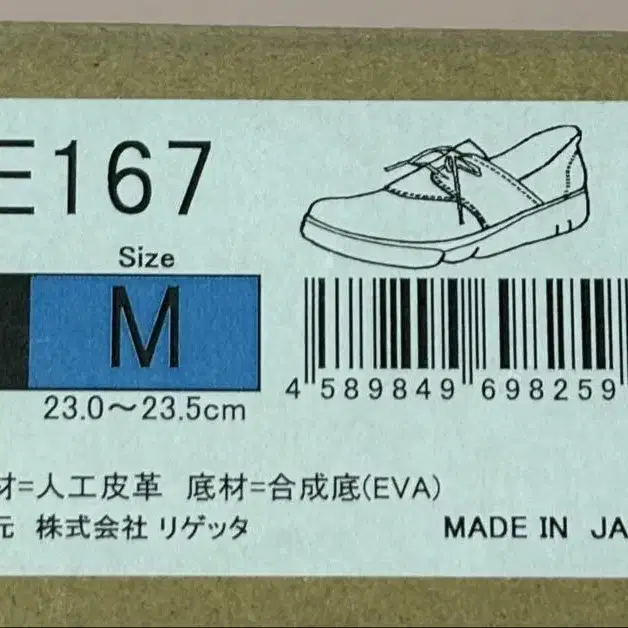 E167
Size
M
23.0～23.5cm
4 589849 698259
材=人工皮革 底材=合成底(EVA)
元 株式会社 リゲッタ
MADE IN JA